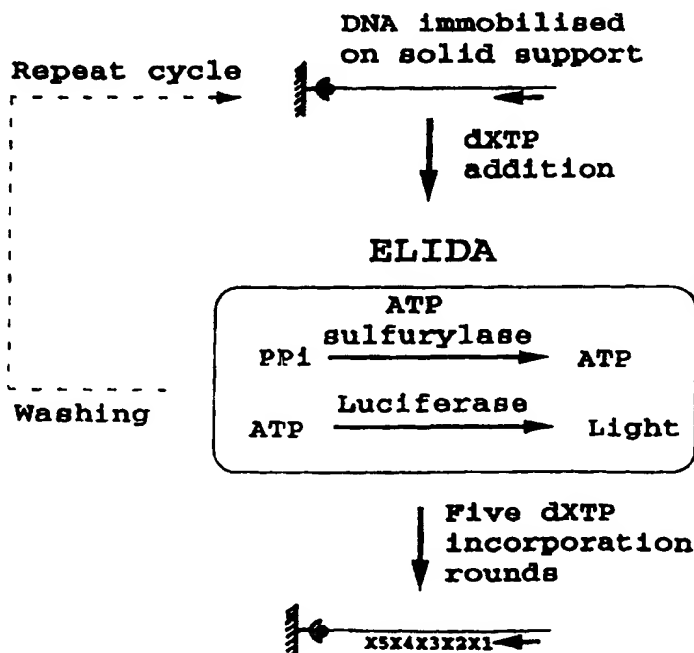 DNA immobilised
on solid support
Repeat cycle
dXTP
addition
ELIDA
ATP
sulfurylase
PPi
ATP
Luciferase
ATP
Light
Washing
Five dXTP
incorporation
rounds
X5X4X3X2X1